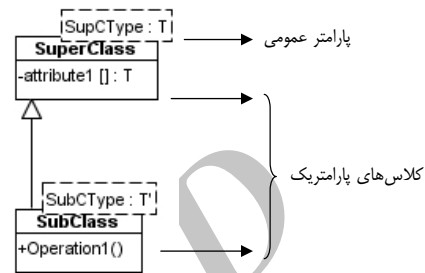 SupCType : T
پارامتر عمومی
SuperClass
-attribute1 [] : T
کلاس‌های پارامتریک
SubCType : T'
SubClass
+Operation1()